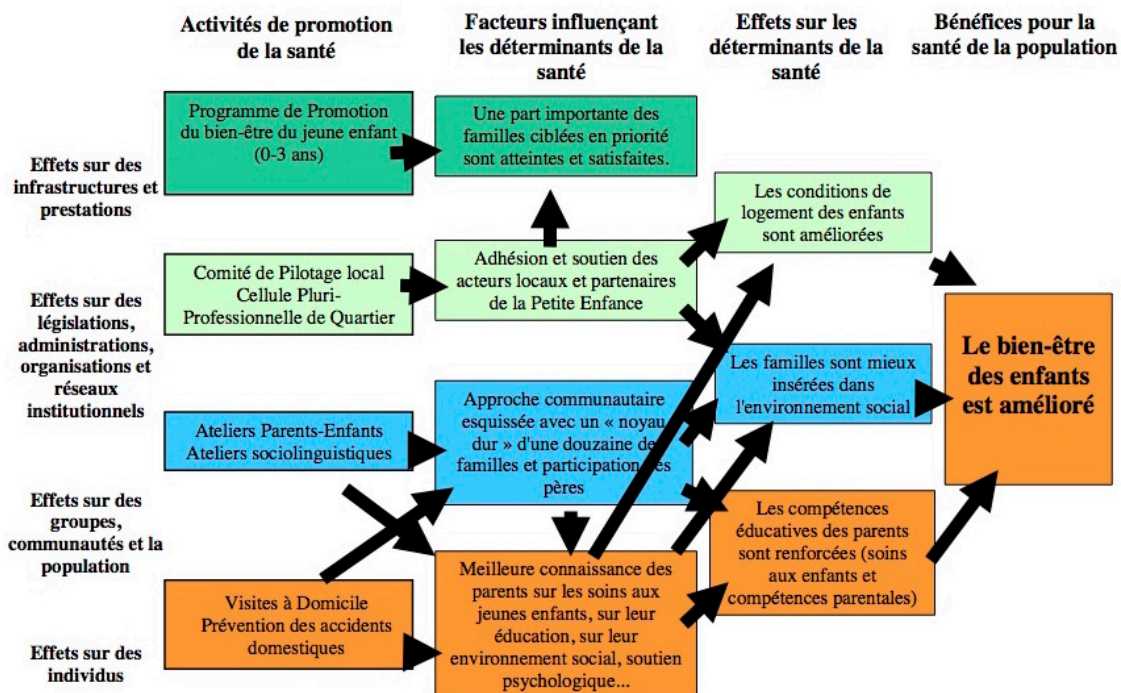 Activités de promotion
de la santé
Facteurs influençant
les déterminants de la
santé
Effets sur les
déterminants de la
santé
Bénéfices pour la
santé de la population
Effets sur des
infrastructures et
prestations
Programme de Promotion
du bien-être du jeune enfant
(0-3 ans)
Une part importante des
familles ciblées en priorité
sont atteintes et satisfaites.
Les conditions de
logement des enfants
sont améliorées
Effets sur des
législations,
administrations,
organisations et
réseaux
institutionnels
Comité de Pilotage local
Cellule Pluri-
Professionnelle de Quartier
Adhésion et soutien des
acteurs locaux et partenaires
de la Petite Enfance
Les familles sont mieux
insérées dans
l'environnement social
Le bien-être
des enfants
est amélioré
Ateliers Parents-Enfants
Ateliers sociolinguistiques
Approche communautaire
esquissée avec un « noyau
dur » d'une douzaine de
familles et participation des
pères
Effets sur des
groupes,
communautés et la
population
Les compétences
éducatives des parents
sont renforcées (soins
aux enfants et
compétences parentales)
Visites à Domicile
Prévention des accidents
domestiques
Meilleure connaissance des
parents sur les soins aux
jeunes enfants, sur leur
éducation, sur leur
environnement social, soutien
psychologique...
Effets sur des
individus